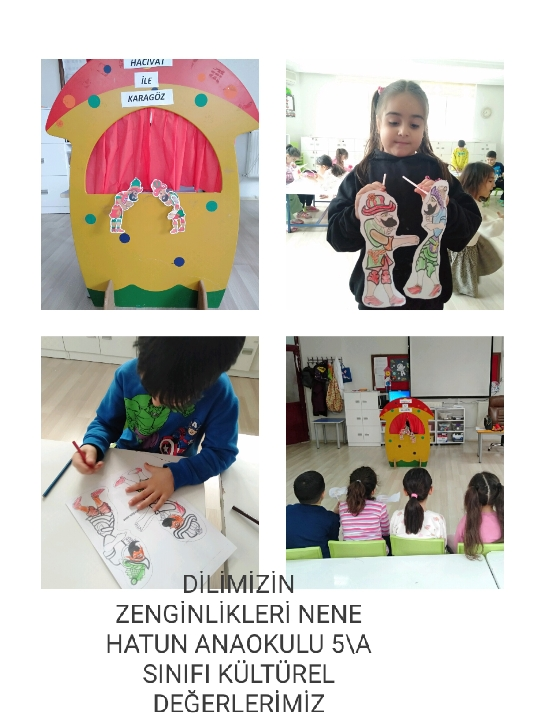 HACİVAT
İLE
KARAGÖZ
DİLİMİZİN
ZENGİNLİKLERİ NENE
HATUN ANAOKULU 5\A
SINIFI KÜLTÜREL
DEĞERLERİMİZ